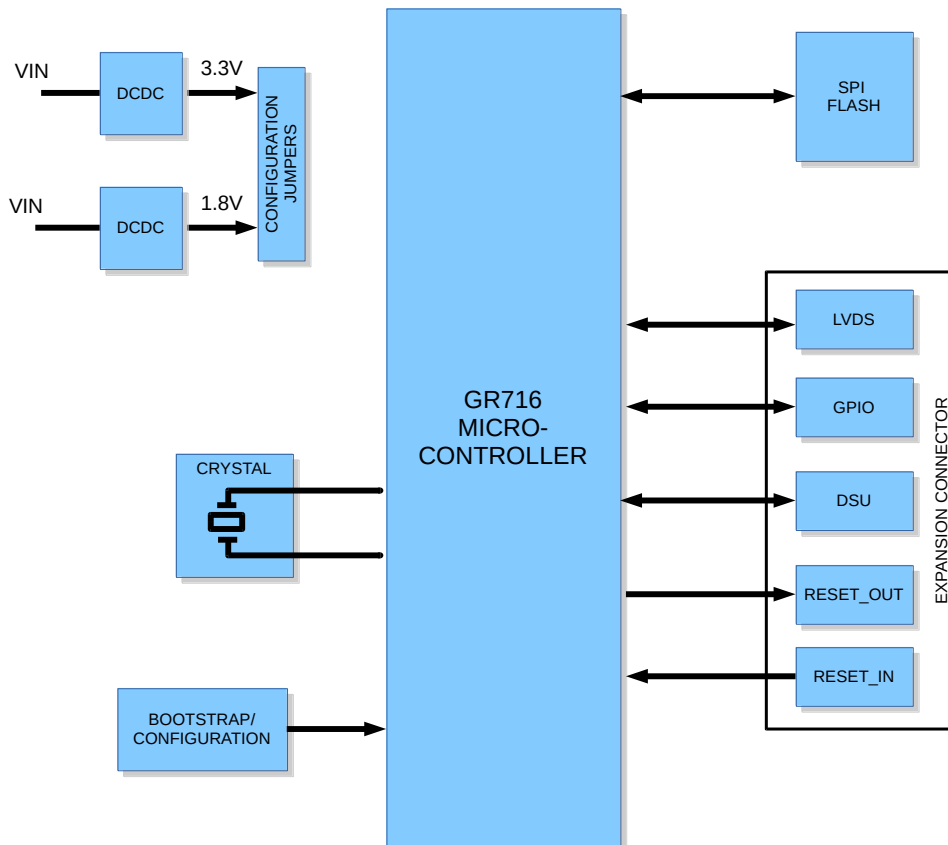 VIN
DCDC
3.3V
CONFIGURATION
JUMPERS
VIN
DCDC
1.8V
SPI
FLASH
LVDS
GPIO
DSU
RESET_OUT
RESET_IN
EXPANSION CONNECTOR
GR716
MICRO-
CONTROLLER
CRYSTAL
BOOTSTRAP/
CONFIGURATION